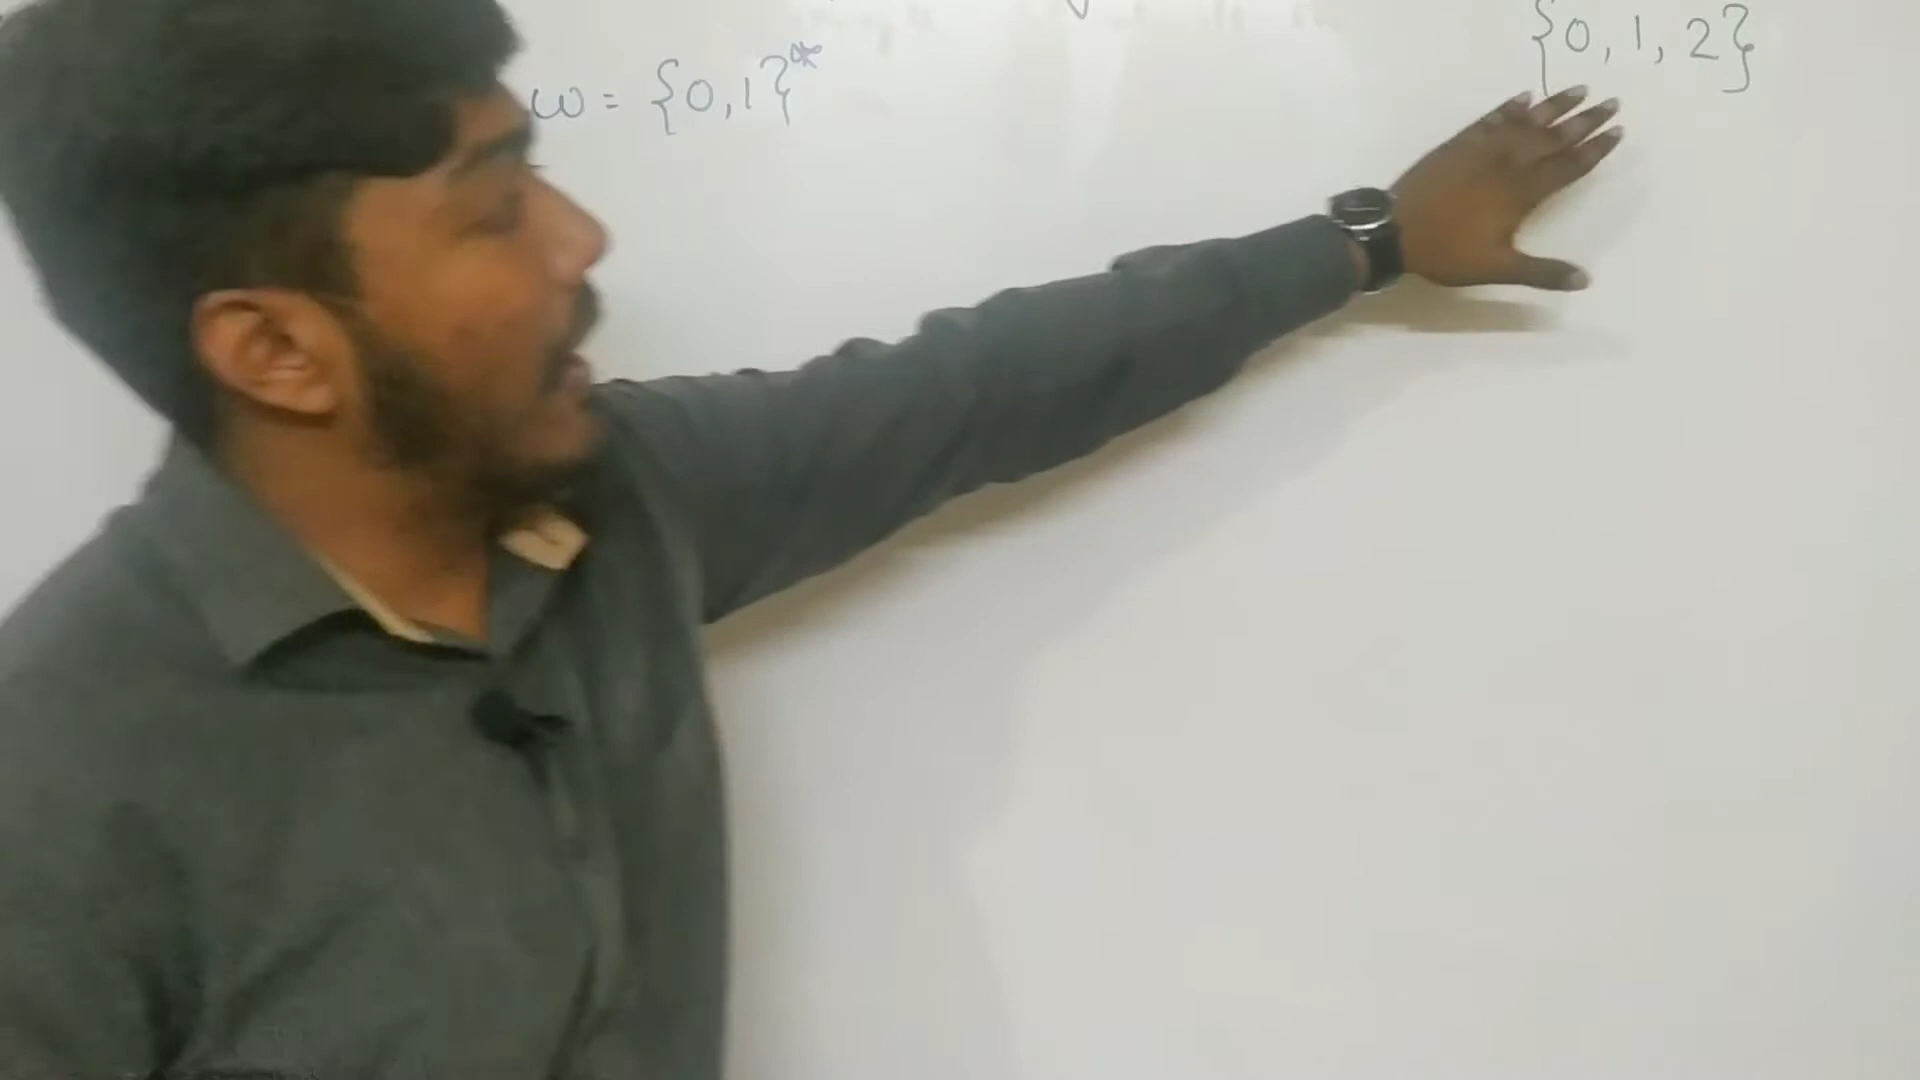 {0, 1, 2}
ω = {0,1}*